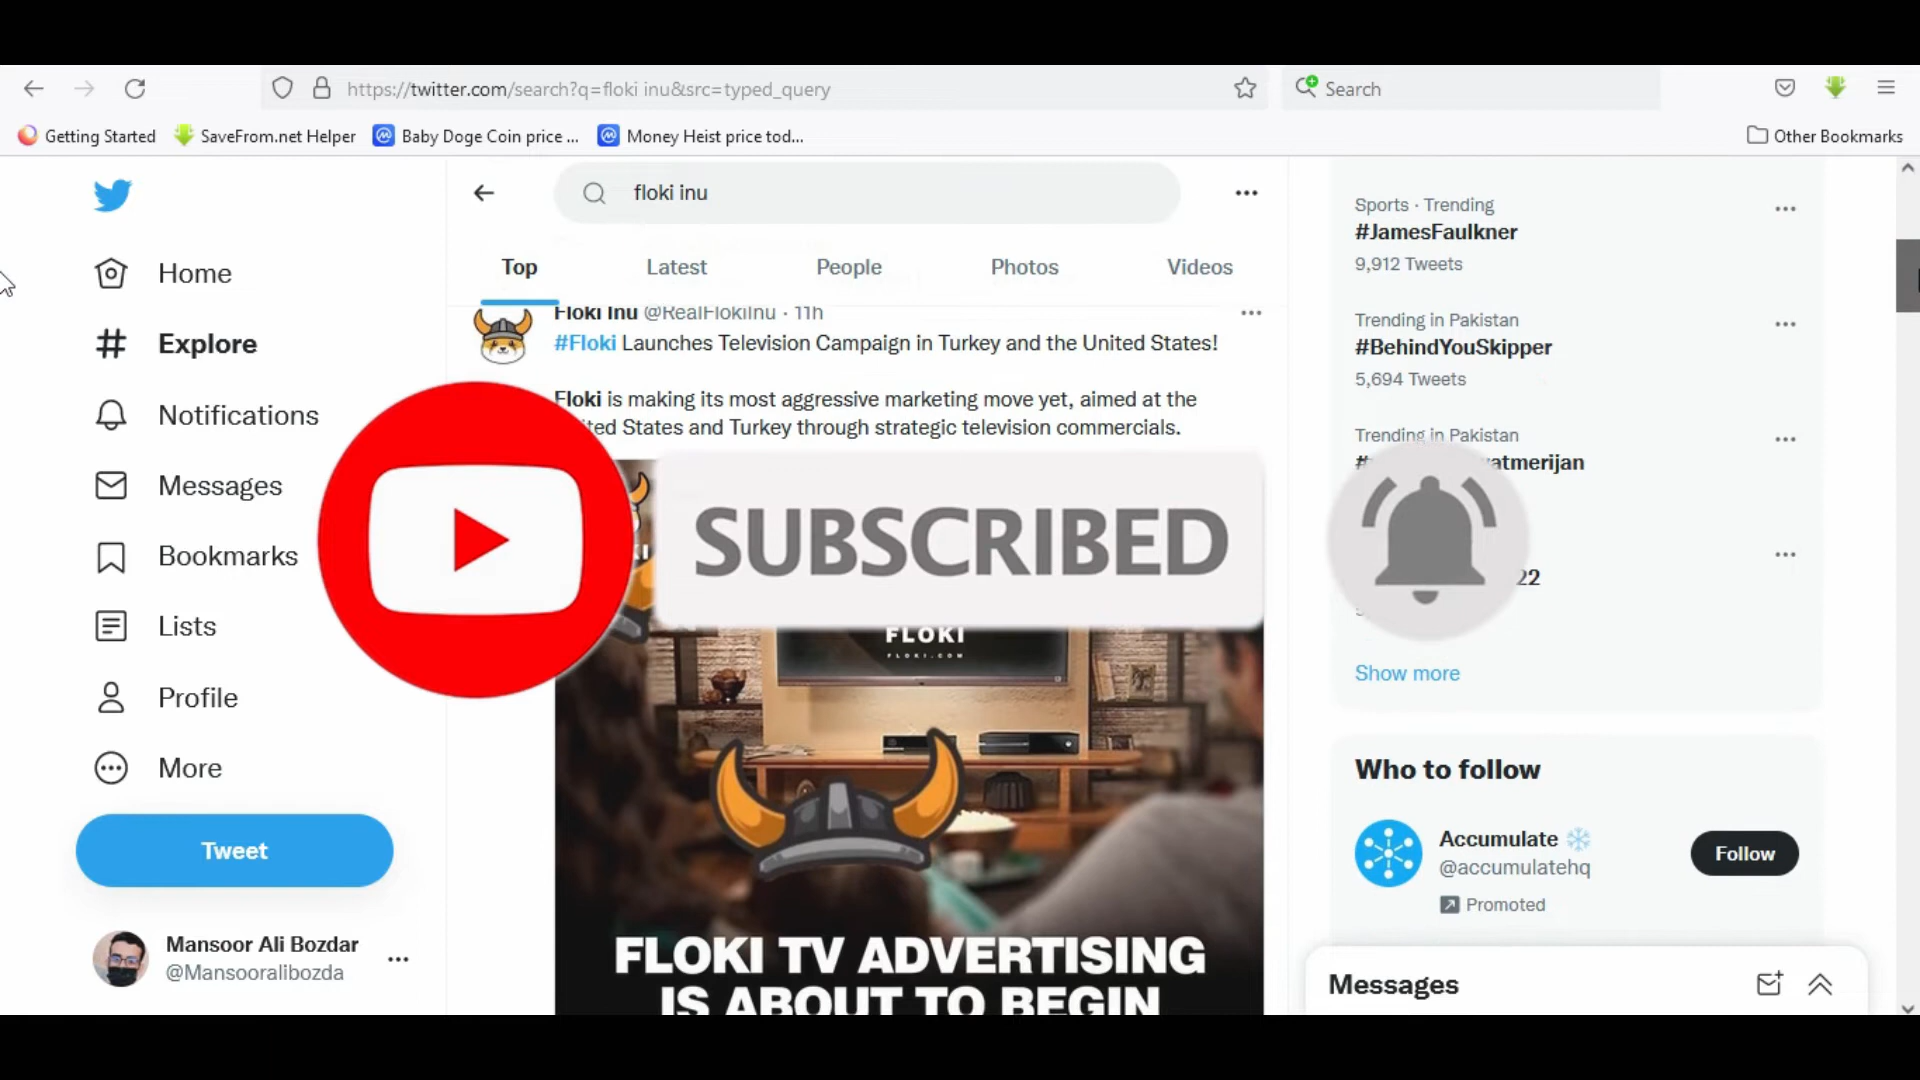 https://twitter.com/search?q=floki inu&src=typed_query
Search
Getting Started
SaveFrom.net Helper
Baby Doge Coin price ...
Money Heist price tod...
Other Bookmarks
floki inu
Top
Latest
People
Photos
Videos
Home
Explore
Notifications
Messages
Bookmarks
Lists
Profile
More
Tweet
Mansoor Ali Bozdar
@Mansooralibozda
Floki Inu @RealFlokiInu · 11h
#Floki Launches Television Campaign in Turkey and the United States!
Floki is making its most aggressive marketing move yet, aimed at the
ted States and Turkey through strategic television commercials.
SUBSCRIBED
FLOKI
FLOKI.COM
FLOKI TV ADVERTISING
IS ABOUT TO BEGIN
Sports · Trending
#JamesFaulkner
9,912 Tweets
Trending in Pakistan
#BehindYouSkipper
5,694 Tweets
Trending in Pakistan
atmerijan
22
Show more
Who to follow
Accumulate
@accumulatehq
Promoted
Follow
Messages